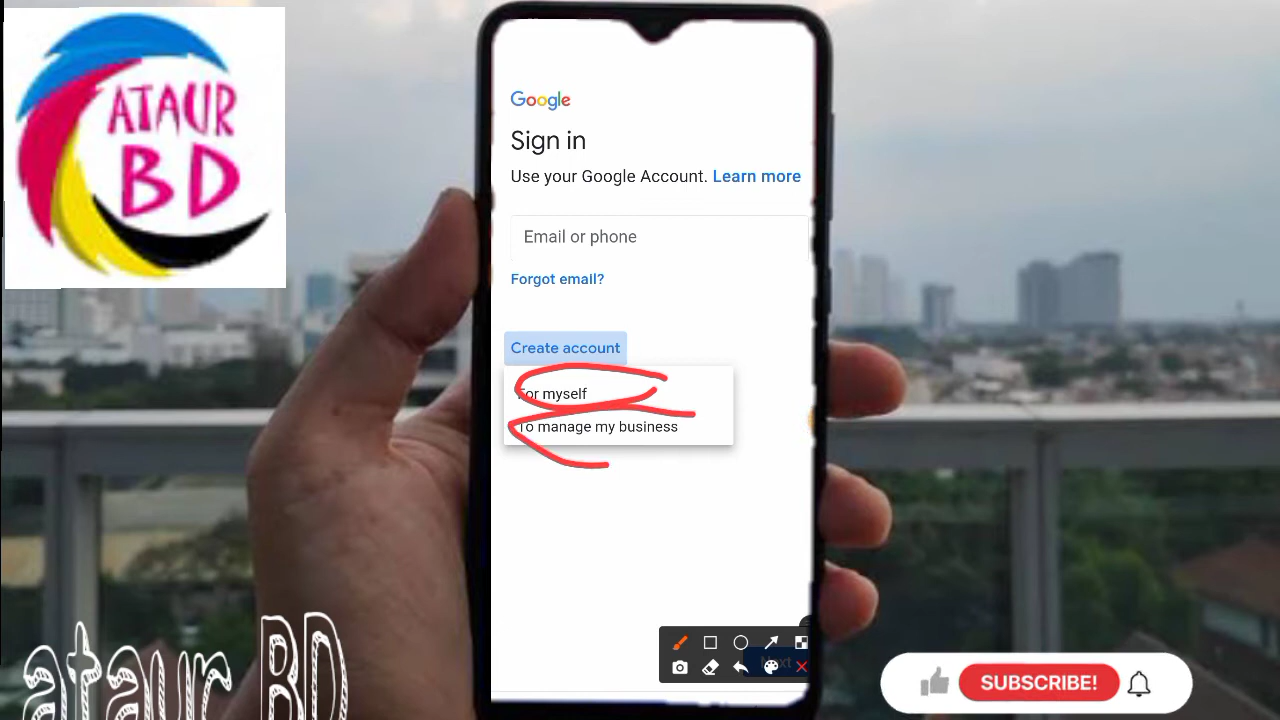 ATAUR
BD
Google
Sign in
Use your Google Account. Learn more
Email or phone
Forgot email?
Create account
For myself
To manage my business
Next
ataur BD
SUBSCRIBE!